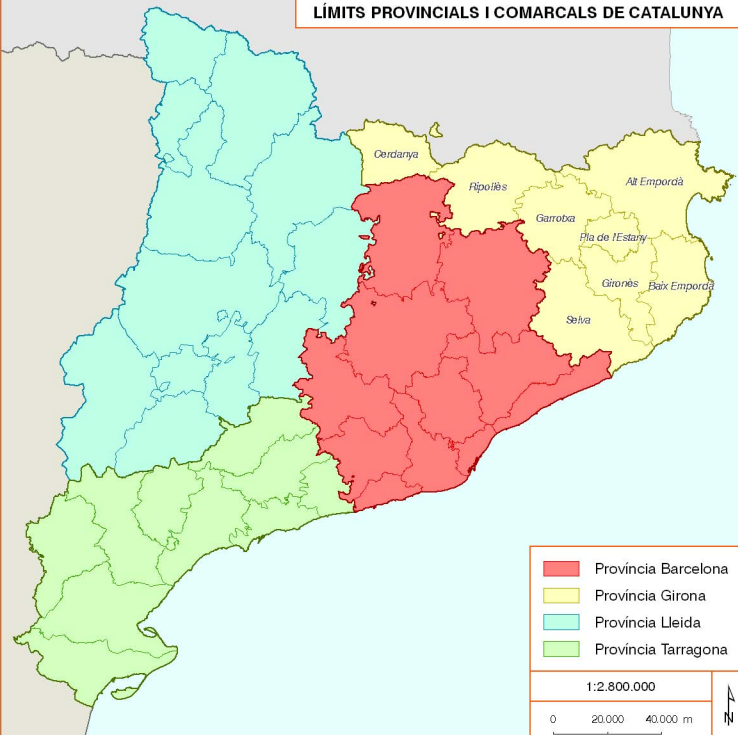 LÍMITS PROVINCIALS I COMARCALS DE CATALUNYA
Cerdanya
Ripollès
Alt Empordà
Garrotxa
Pla de l'Estany
Gironès
Baix Empordà
Selva
Província Barcelona
Província Girona
Província Lleida
Província Tarragona
1:2.800.000
0 20.000 40.000 m
N